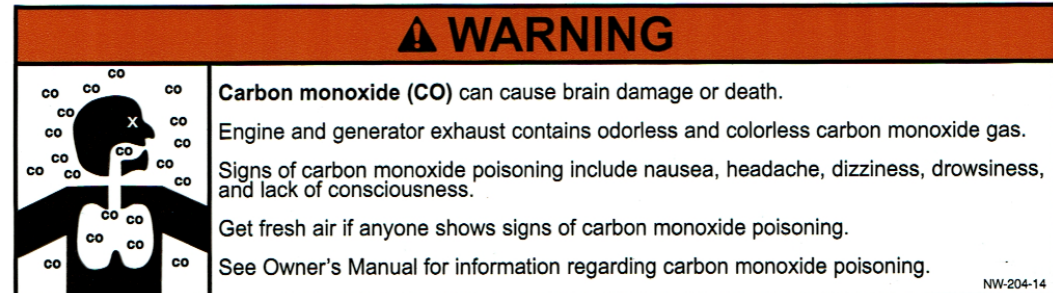 WARNING
CO
CO CO CO
CO
CO CO
CO
CO
CO CO
CO CO CO
CO CO
CO CO
CO CO
Carbon monoxide (CO) can cause brain damage or death.
Engine and generator exhaust contains odorless and colorless carbon monoxide gas.
Signs of carbon monoxide poisoning include nausea, headache, dizziness, drowsiness,
and lack of consciousness.
Get fresh air if anyone shows signs of carbon monoxide poisoning.
See Owner's Manual for information regarding carbon monoxide poisoning.
NW-204-14